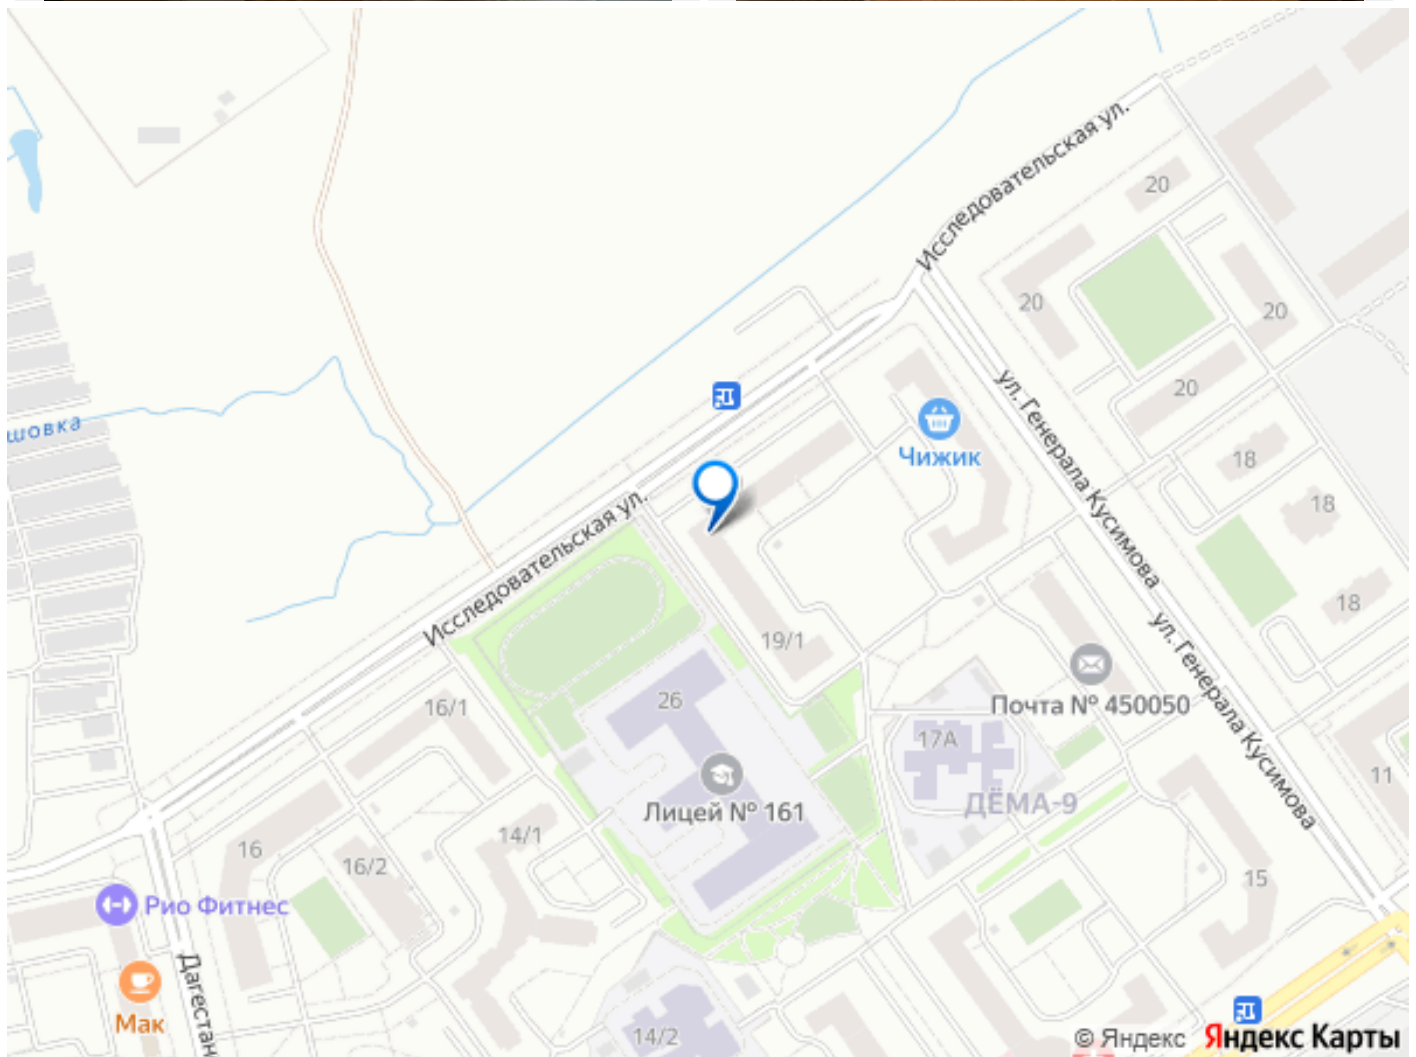 Исследовательская ул.
20
20
20
20
шовка
ул. Генерала Кусимова
Чижик
18
18
18
Исследовательская ул.
19/1
ул. Генерала Кусимова
Почта № 450050
26
16/1
17А
ДЁМА-9
11
Лицей № 161
16
14/1
16/2
15
Рио Фитнес
Дагестан
Мак
14/2
© Яндекс Яндекс Карты